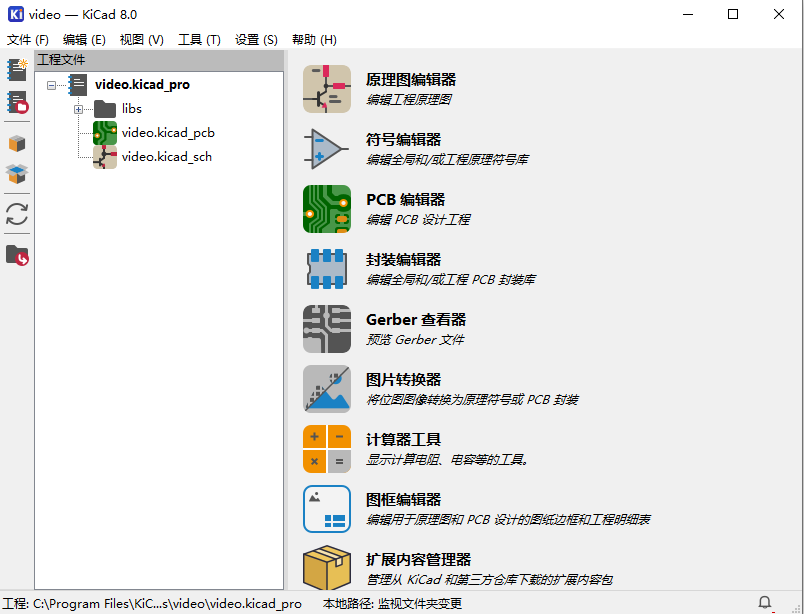 Ki video — KiCad 8.0
文件 (F) 编辑 (E) 视图 (V) 工具 (T) 设置 (S) 帮助 (H)
工程文件
video.kicad_pro
libs
video.kicad_pcb
video.kicad_sch
原理图编辑器
编辑工程原理图
符号编辑器
编辑全局和/或工程原理符号库
PCB 编辑器
编辑 PCB 设计工程
封装编辑器
编辑全局和/或工程 PCB 封装库
Gerber 查看器
预览 Gerber 文件
图片转换器
将位图图像转换为原理符号或 PCB 封装
计算器工具
显示计算电阻、电容等的工具。
图框编辑器
编辑用于原理图和 PCB 设计的图纸边框和工程明细表
扩展内容管理器
管理从 KiCad 和第三方仓库下载的扩展内容包
工程: C:\Program Files\KiC...s\video\video.kicad_pro 本地路径: 监视文件夹变更